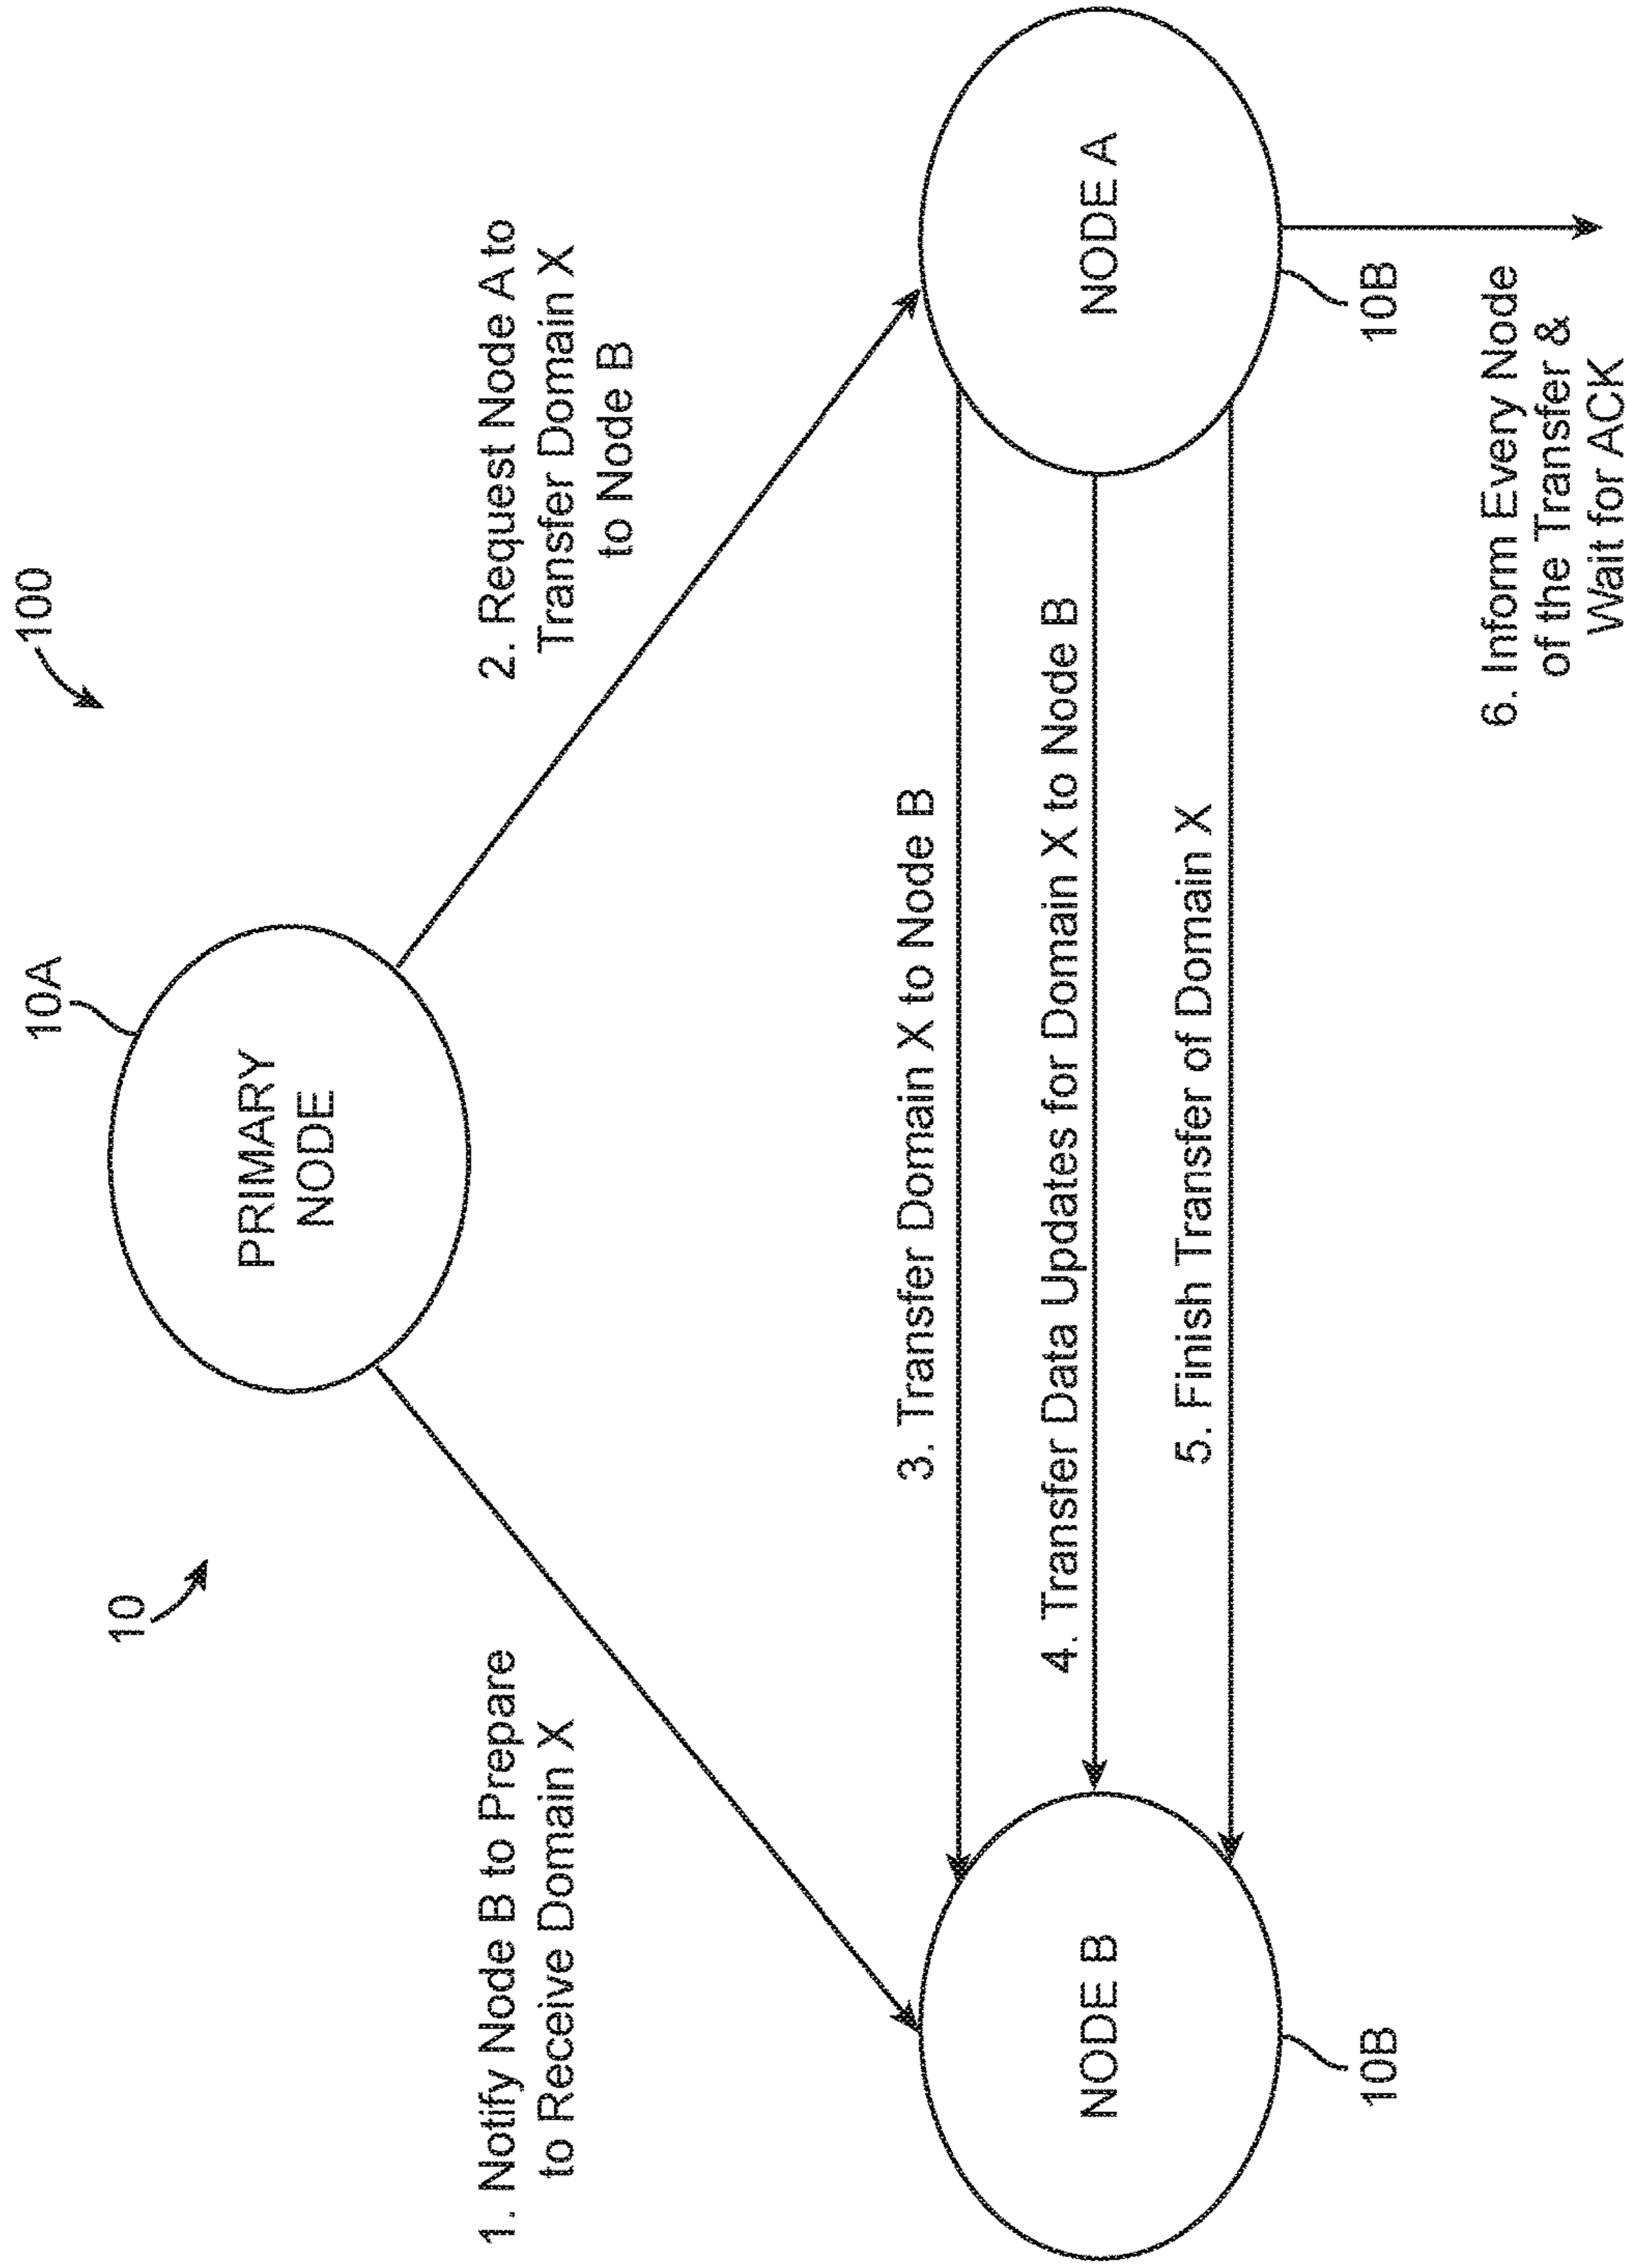 100
10
10A
PRIMARY
NODE
1. Notify Node B to Prepare
to Receive Domain X
2. Request Node A to
Transfer Domain X
to Node B
3. Transfer Domain X to Node B
4. Transfer Data Updates for Domain X to Node B
5. Finish Transfer of Domain X
NODE B
NODE A
10B
10B
6. Inform Every Node
of the Transfer &
Wait for ACK